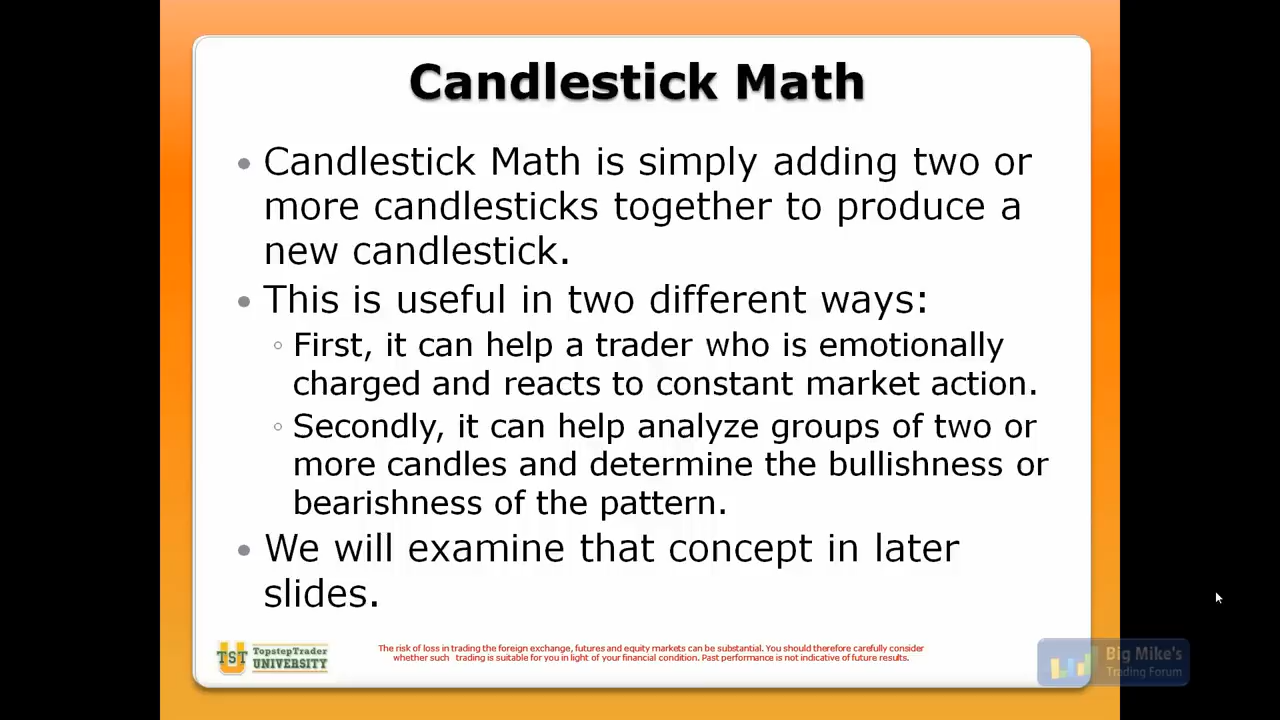 Candlestick Math
• Candlestick Math is simply adding two or
more candlesticks together to produce a
new candlestick.
• This is useful in two different ways:
◦ First, it can help a trader who is emotionally
charged and reacts to constant market action.
◦ Secondly, it can help analyze groups of two or
more candles and determine the bullishness or
bearishness of the pattern.
• We will examine that concept in later
slides.
U
TST
TopstepTrader
UNIVERSITY
The risk of loss in trading the foreign exchange, futures and equity markets can be substantial. You should therefore carefully consider
whether such trading is suitable for you in light of your financial condition. Past performance is not indicative of future results.
Big Mike's
Trading Forum